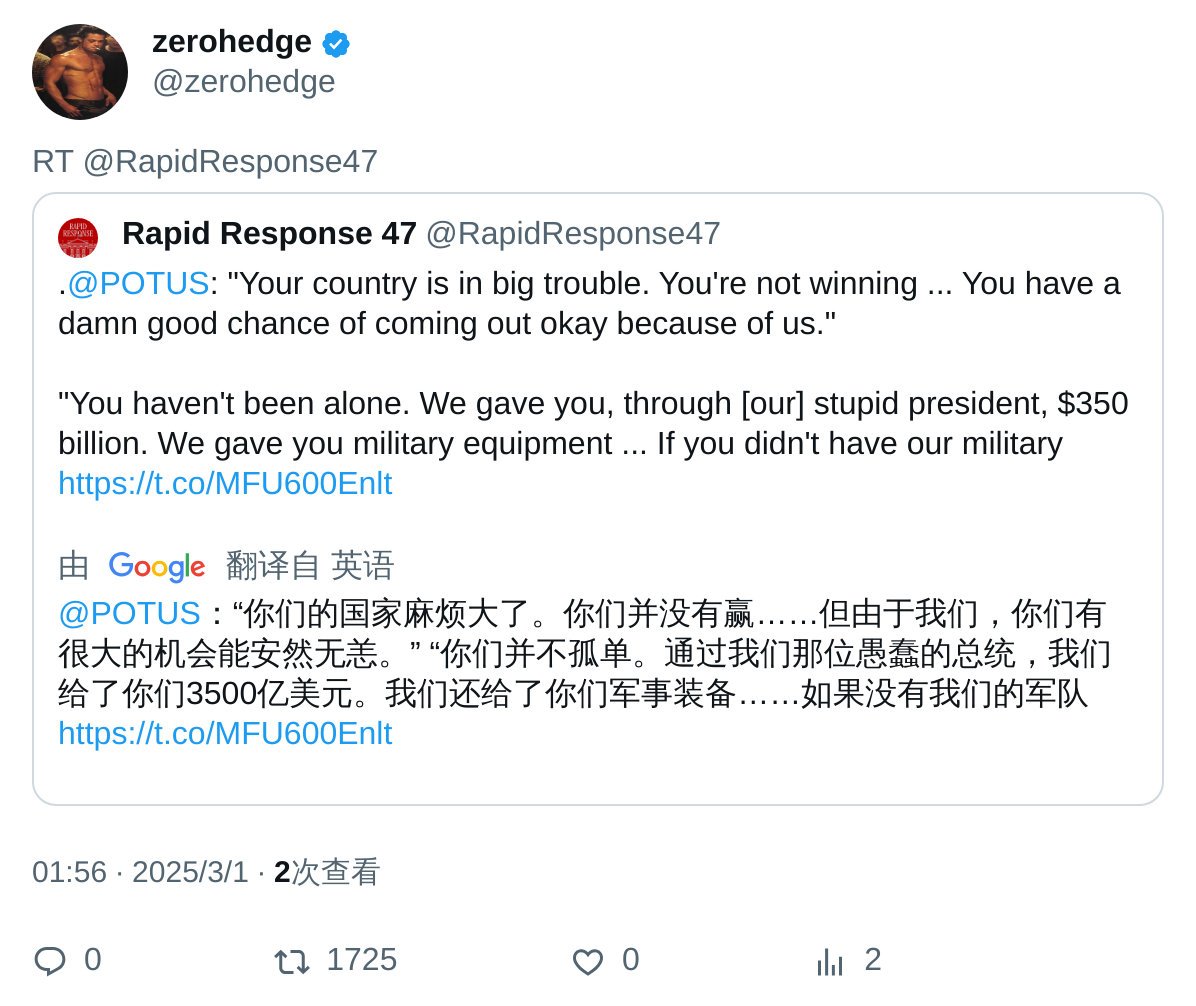 zerohedge
@zerohedge
RT @RapidResponse47
RAPID
RESPONSE
Rapid Response 47 @RapidResponse47
.@POTUS: "Your country is in big trouble. You're not winning ... You have a
damn good chance of coming out okay because of us."
"You haven't been alone. We gave you, through [our] stupid president, $350
billion. We gave you military equipment ... If you didn't have our military
https://t.co/MFU600Enlt
由 Google 翻译自 英语
@POTUS：“你们的国家麻烦大了。你们并没有赢……但由于我们，你们有
很大的机会能安然无恙。” “你们并不孤单。通过我们那位愚蠢的总统，我们
给了你们3500亿美元。我们还给了你们军事装备……如果没有我们的军队
https://t.co/MFU600Enlt
01:56 · 2025/3/1 · 2次查看
0 1725 0 2